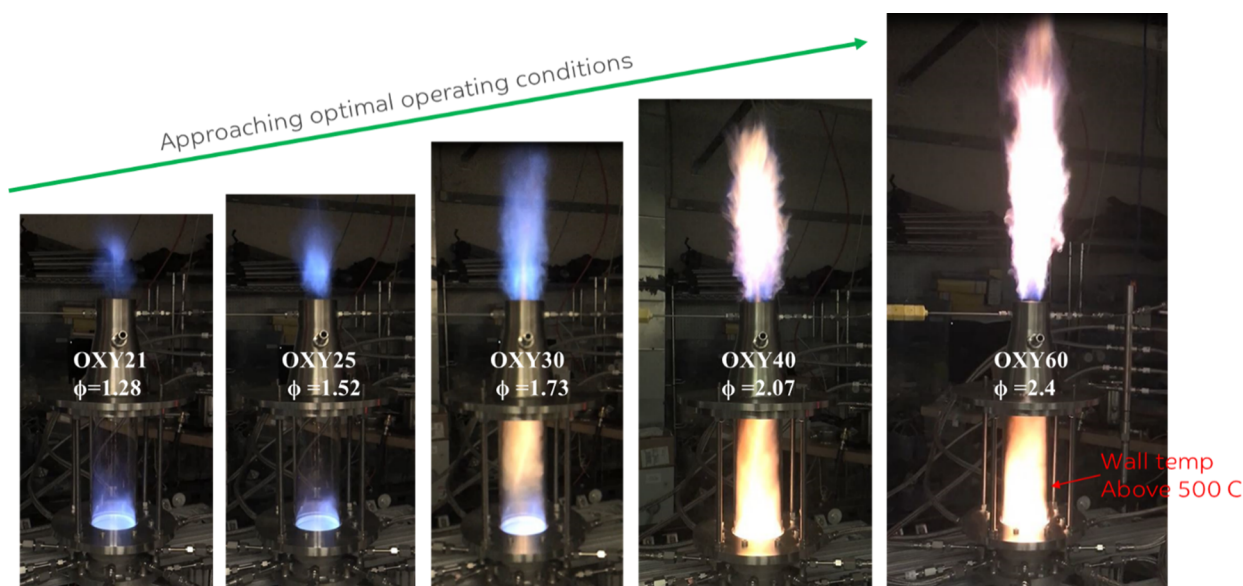 Approaching optimal operating conditions
OXY21
ϕ=1.28
OXY25
ϕ =1.52
OXY30
ϕ =1.73
OXY40
ϕ =2.07
OXY60
ϕ =2.4
Wall temp
Above 500 C